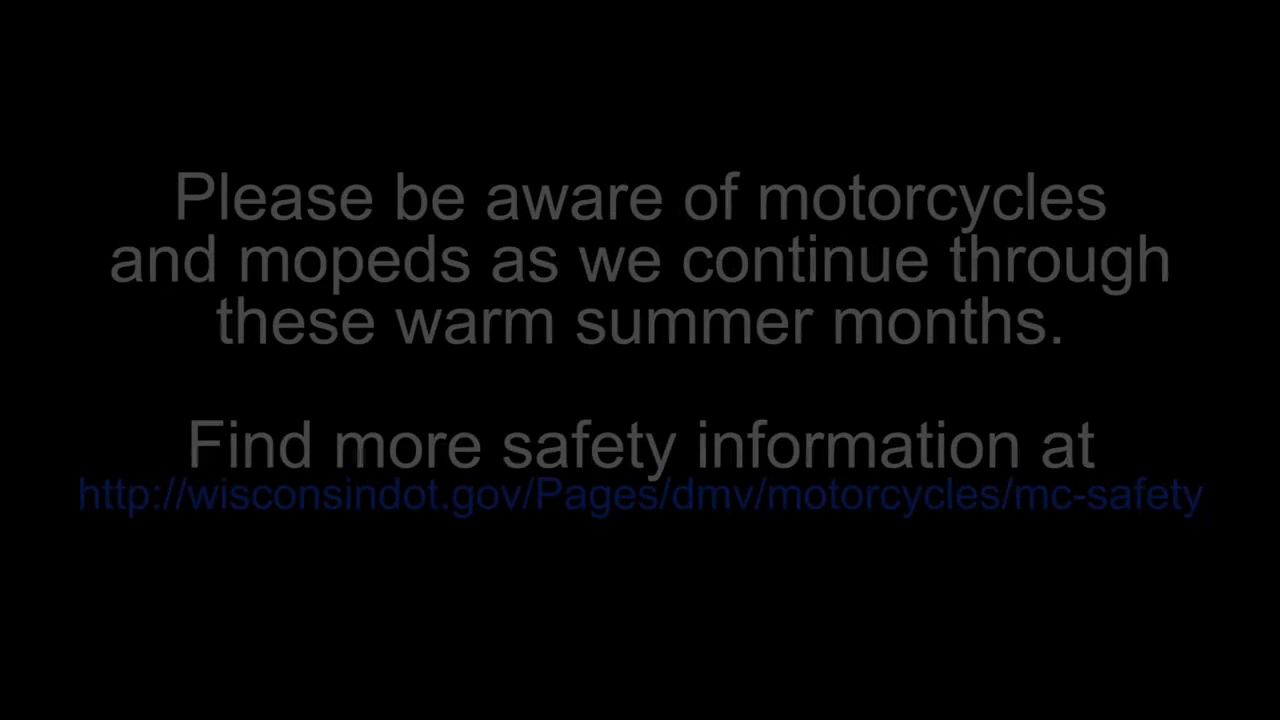 Please be aware of motorcycles
and mopeds as we continue through
these warm summer months.
Find more safety information at
http://wisconsindot.gov/Pages/dmv/motorcycles/mc-safety